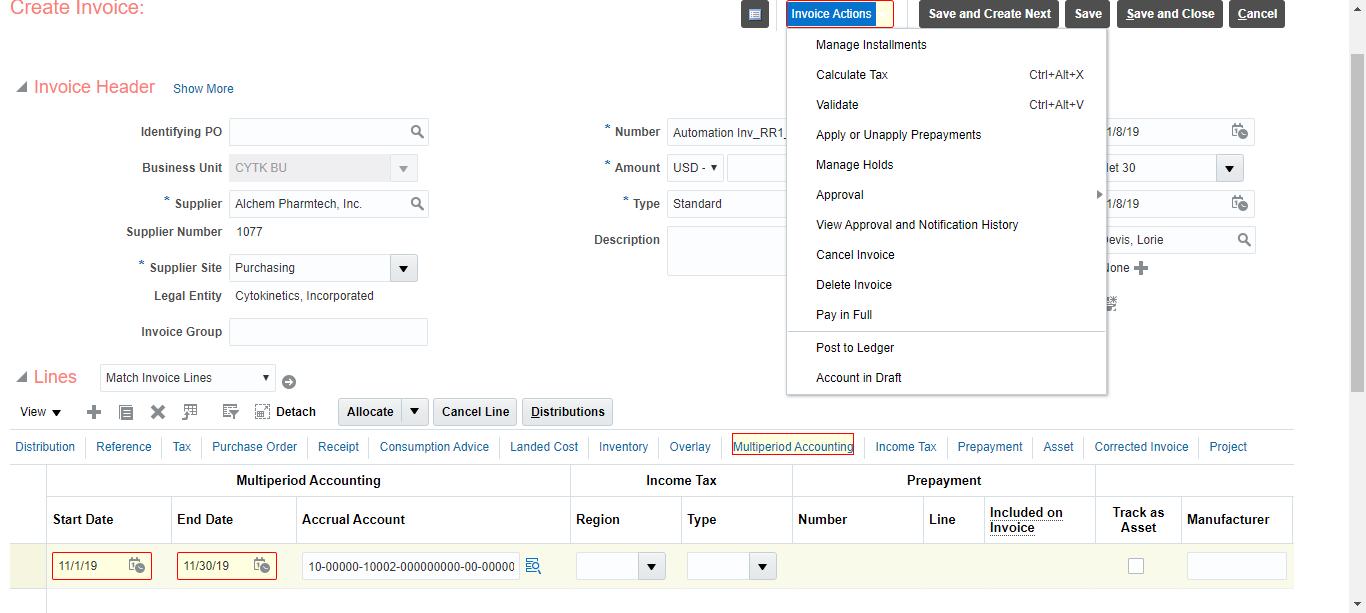 Create Invoice:
Invoice Actions
Save and Create Next
Save
Save and Close
Cancel
Manage Installments
Calculate Tax Ctrl+Alt+X
Validate Ctrl+Alt+V
Apply or Unapply Prepayments
Manage Holds
Approval
View Approval and Notification History
Cancel Invoice
Delete Invoice
Pay in Full
Post to Ledger
Account in Draft
Invoice Header Show More
Identifying PO
Business Unit CYTK BU
* Supplier Alchem Pharmtech, Inc.
Supplier Number 1077
* Supplier Site Purchasing
Legal Entity Cytokinetics, Incorporated
Invoice Group
* Number Automation Inv_RR1_
* Amount USD -
* Type Standard
Description
1/8/19
et 30
1/8/19
evis, Lorie
one
Lines Match Invoice Lines
View Detach Allocate Cancel Line Distributions
Distribution Reference Tax Purchase Order Receipt Consumption Advice Landed Cost Inventory Overlay Multiperiod Accounting Income Tax Prepayment Asset Corrected Invoice Project
Multiperiod Accounting Income Tax Prepayment
Start Date End Date Accrual Account Region Type Number Line Included on Invoice Track as Asset Manufacturer
11/1/19 11/30/19 10-00000-10002-000000000-00-00000